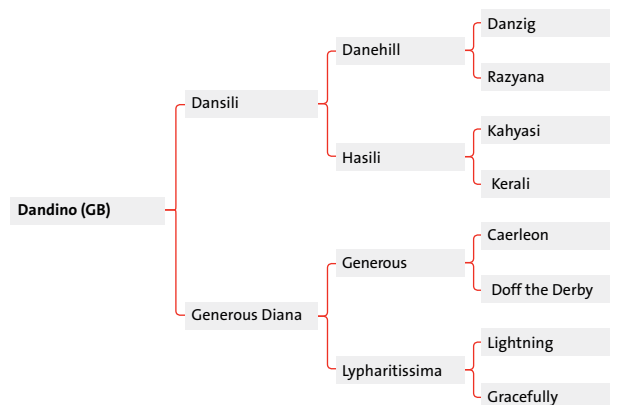 Danzig
Danehill
Razyana
Dansili
Kahyasi
Hasili
Kerali
Dandino (GB)
Caerleon
Generous
Doff the Derby
Generous Diana
Lightning
Lypharitissima
Gracefully